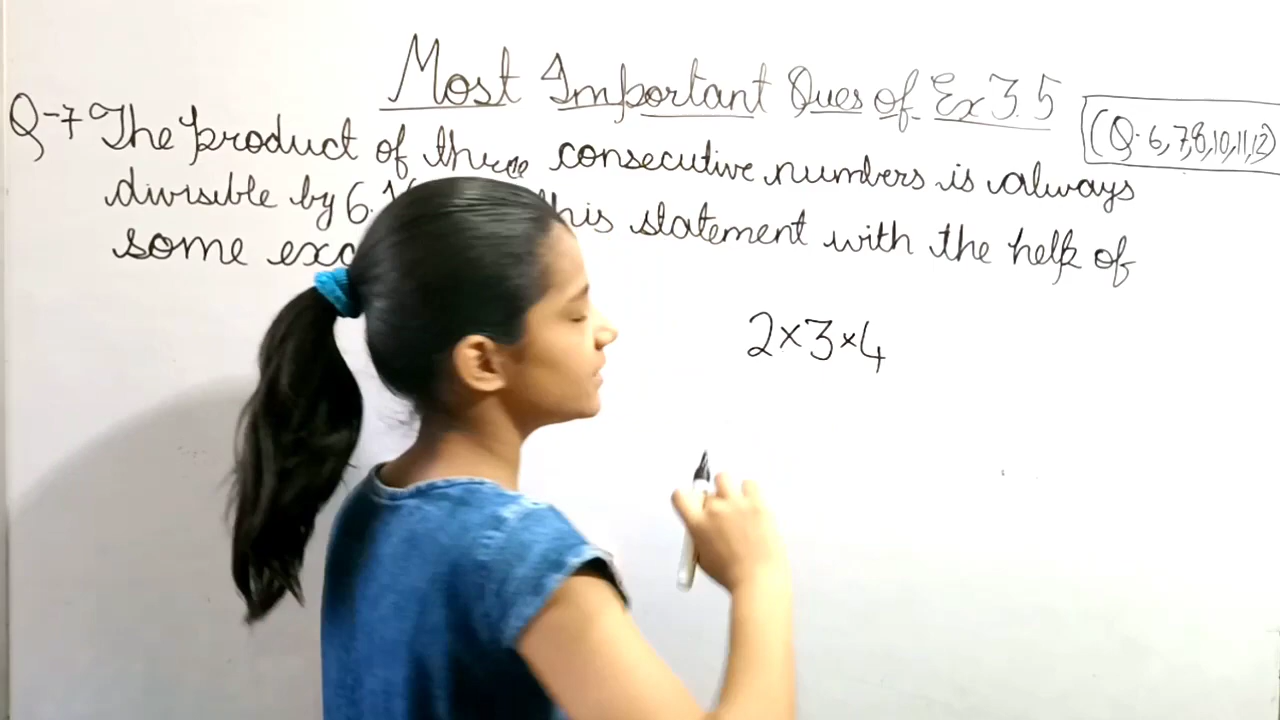 Most Important Ques of Ex 3.5
(Q. 6,7,8,10,11,12)
Q-7 The product of three consecutive numbers is always
divisible by 6. this statement with the help of
some
2×3×4